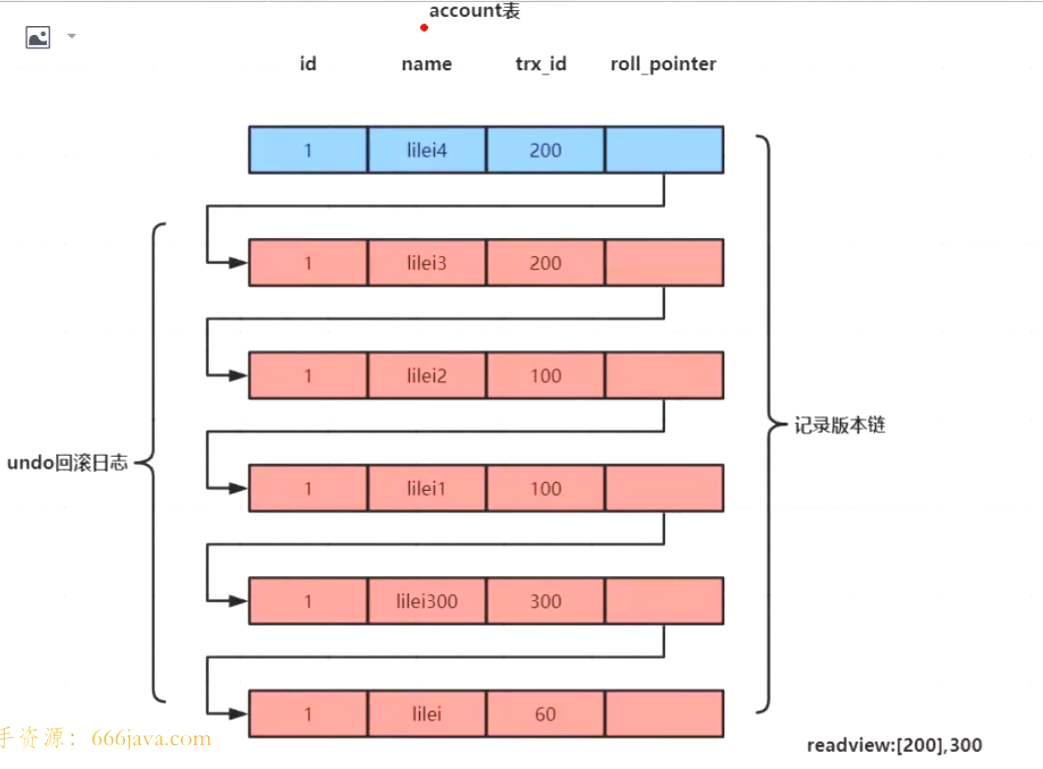 account表
id name trx_id roll_pointer
1 lilei4 200
1 lilei3 200
1 lilei2 100
记录版本链
undo回滚日志
1 lilei1 100
1 lilei300 300
1 lilei 60
手资源：666java.com
readview:[200],300